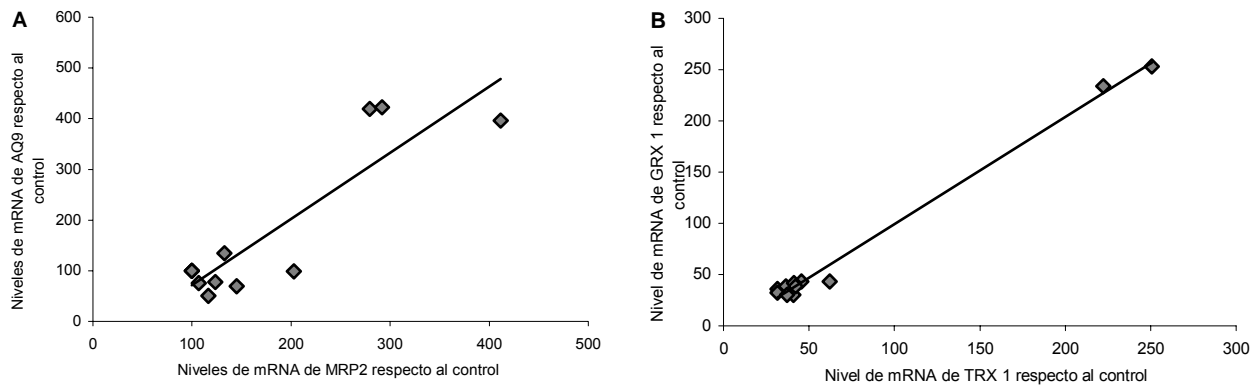 A
Niveles de mRNA de AQ9 respecto al
control
600
500
400
300
200
100
0
0 100 200 300 400 500
Niveles de mRNA de MRP2 respecto al control
B
Nivel de mRNA de GRX 1 respecto al
control
300
250
200
150
100
50
0
0 50 100 150 200 250 300
Nivel de mRNA de TRX 1 respecto al control